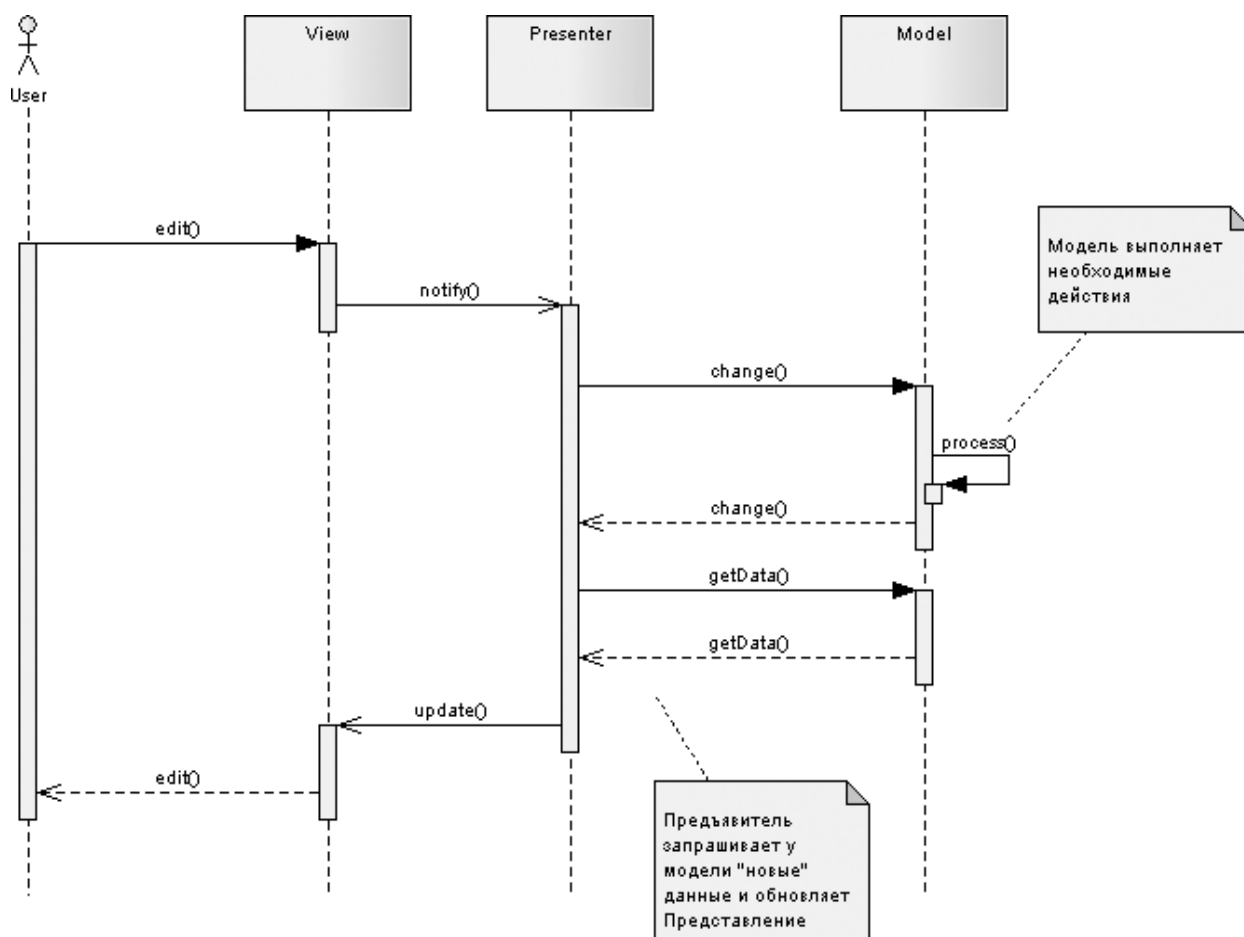 View
Presenter
Model
User
edit()
notify()
Модель выполняет
необходимые
действия
change()
process()
change()
getData()
getData()
update()
edit()
Предъявитель
запрашивает у
модели "новые"
данные и обновляет
Представление